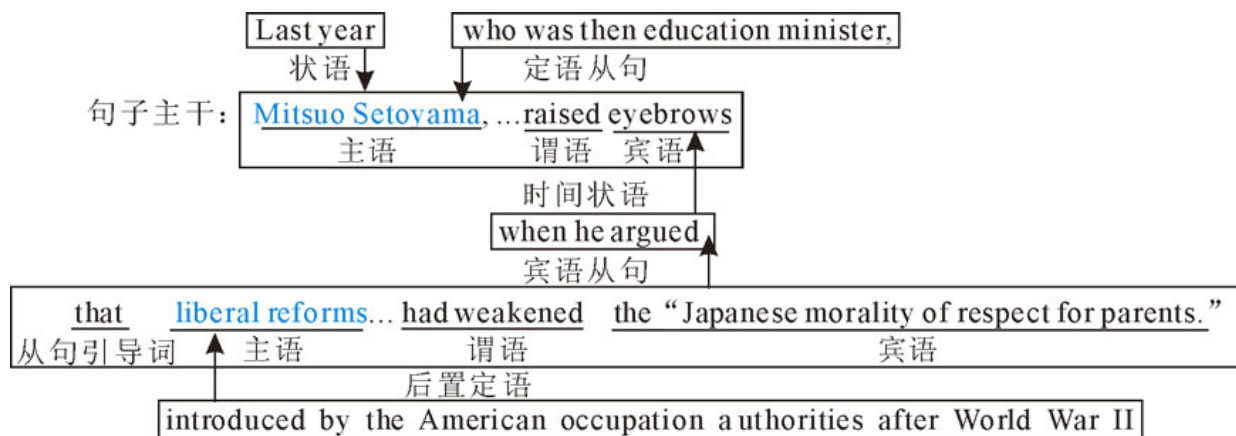 Last year who was then education minister,
状语 定语从句
句子主干: Mitsuo Setoyama, ...raised eyebrows
主语 谓语 宾语
时间状语
when he argued
宾语从句
that liberal reforms... had weakened the “Japanese morality of respect for parents.”
从句引导词 主语 谓语 宾语
后置定语
introduced by the American occupation authorities after World War II